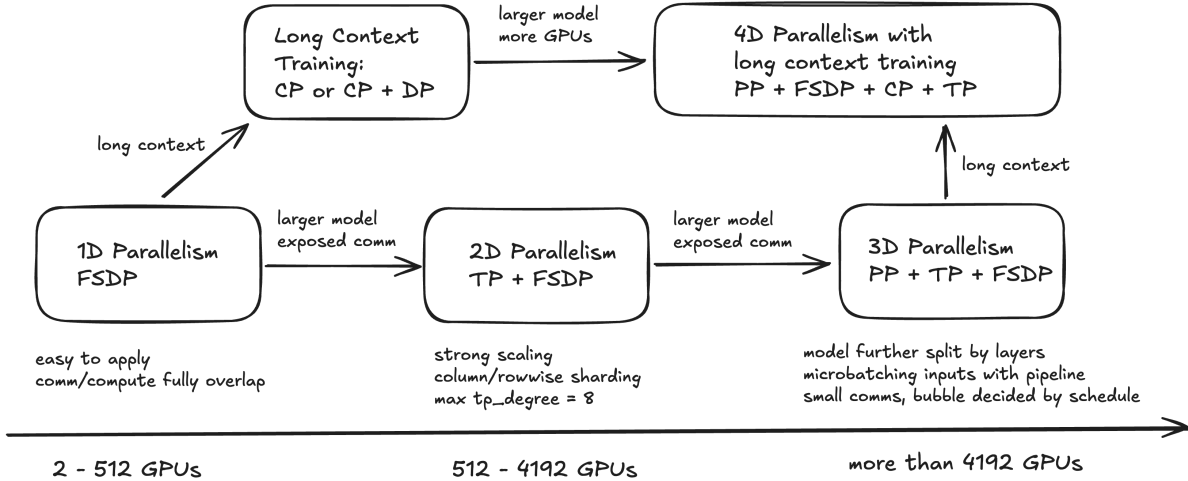 Long Context
Training:
CP or CP + DP
larger model
more GPUs
4D Parallelism with
long context training
PP + FSDP + CP + TP
long context
long context
1D Parallelism
FSDP
larger model
exposed comm
2D Parallelism
TP + FSDP
larger model
exposed comm
3D Parallelism
PP + TP + FSDP
easy to apply
comm/compute fully overlap
strong scaling
column/rowwise sharding
max tp_degree = 8
model further split by layers
microbatching inputs with pipeline
small comms, bubble decided by schedule
2 - 512 GPUs
512 - 4192 GPUs
more than 4192 GPUs